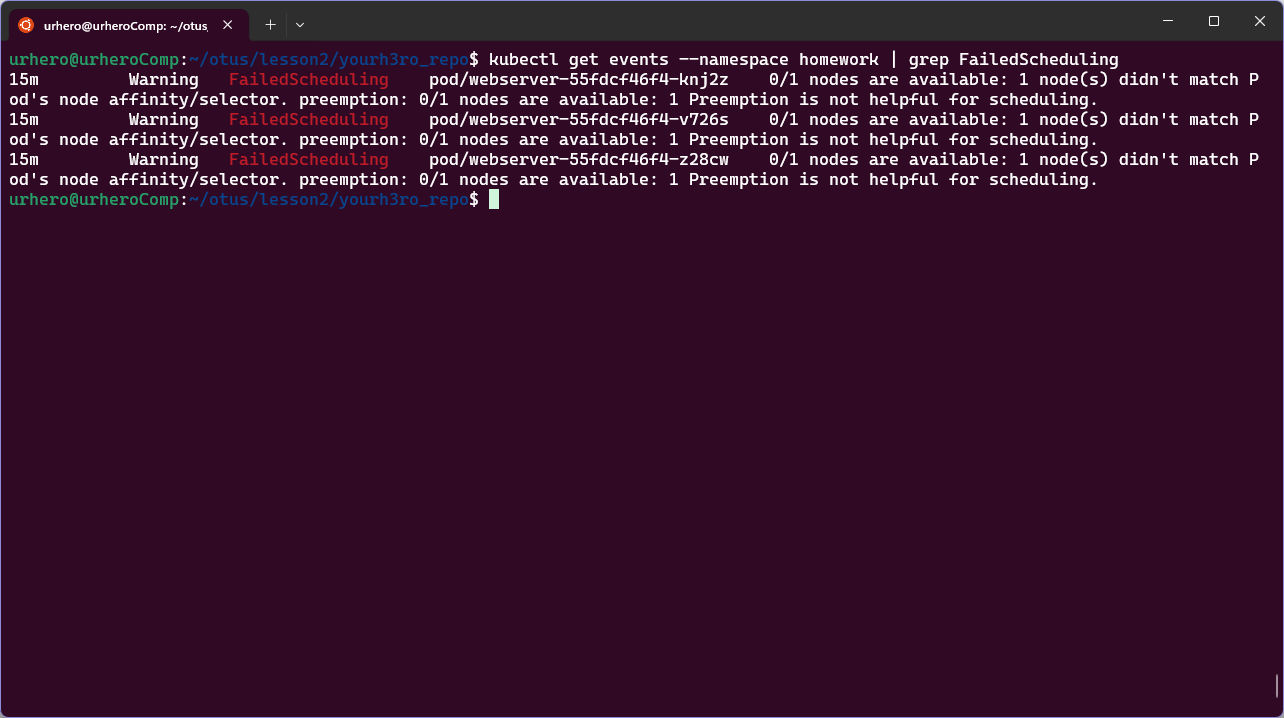 urhero@urheroComp: ~/otus,
urhero@urheroComp:~/otus/lesson2/yourh3ro_repo$ kubectl get events --namespace homework | grep FailedScheduling
15m         Warning   FailedScheduling    pod/webserver-55fdcf46f4-knj2z    0/1 nodes are available: 1 node(s) didn't match P
od's node affinity/selector. preemption: 0/1 nodes are available: 1 Preemption is not helpful for scheduling.
15m         Warning   FailedScheduling    pod/webserver-55fdcf46f4-v726s    0/1 nodes are available: 1 node(s) didn't match P
od's node affinity/selector. preemption: 0/1 nodes are available: 1 Preemption is not helpful for scheduling.
15m         Warning   FailedScheduling    pod/webserver-55fdcf46f4-z28cw    0/1 nodes are available: 1 node(s) didn't match P
od's node affinity/selector. preemption: 0/1 nodes are available: 1 Preemption is not helpful for scheduling.
urhero@urheroComp:~/otus/lesson2/yourh3ro_repo$